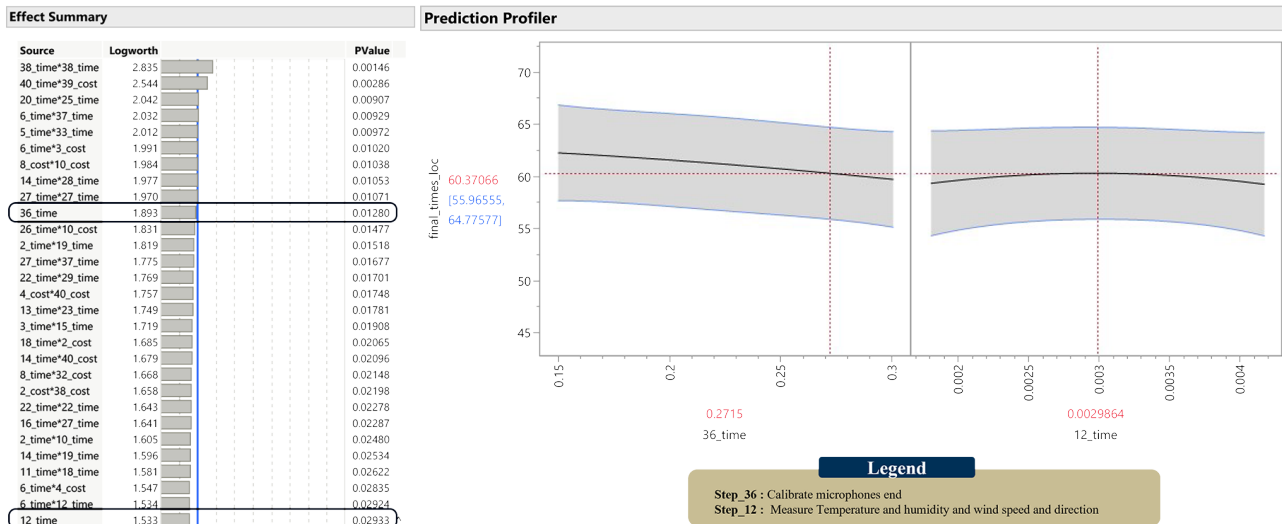 Effect Summary
Source Logworth PValue
38_time*38_time 2.835 0.00146
40_time*39_cost 2.544 0.00286
20_time*25_time 2.042 0.00907
6_time*37_time 2.032 0.00929
5_time*33_time 2.012 0.00972
6_time*3_cost 1.991 0.01020
8_cost*10_cost 1.984 0.01038
14_time*28_time 1.977 0.01053
27_time*27_time 1.970 0.01071
36_time 1.893 0.01280
26_time*10_cost 1.831 0.01477
2_time*19_time 1.819 0.01518
27_time*37_time 1.775 0.01677
22_time*29_time 1.769 0.01701
4_cost*40_cost 1.757 0.01748
13_time*23_time 1.749 0.01781
3_time*15_time 1.719 0.01908
18_time*2_cost 1.685 0.02065
14_time*40_cost 1.679 0.02096
8_time*32_cost 1.668 0.02148
2_cost*38_cost 1.658 0.02198
22_time*22_time 1.643 0.02278
16_time*27_time 1.641 0.02287
2_time*10_time 1.605 0.02480
14_time*19_time 1.596 0.02534
11_time*18_time 1.581 0.02622
6_time*4_cost 1.547 0.02835
6_time*12_time 1.534 0.02924
12_time 1.533 0.02933
Prediction Profiler
final_times_loc
60.37066
[55.96555,
64.77577]
70
65
60
55
50
45
0.15 0.2 0.25 0.3
0.002 0.0025 0.003 0.0035 0.004
0.2715 0.0029864
36_time 12_time
Legend
Step_36 : Calibrate microphones end
Step_12 : Measure Temperature and humidity and wind speed and direction